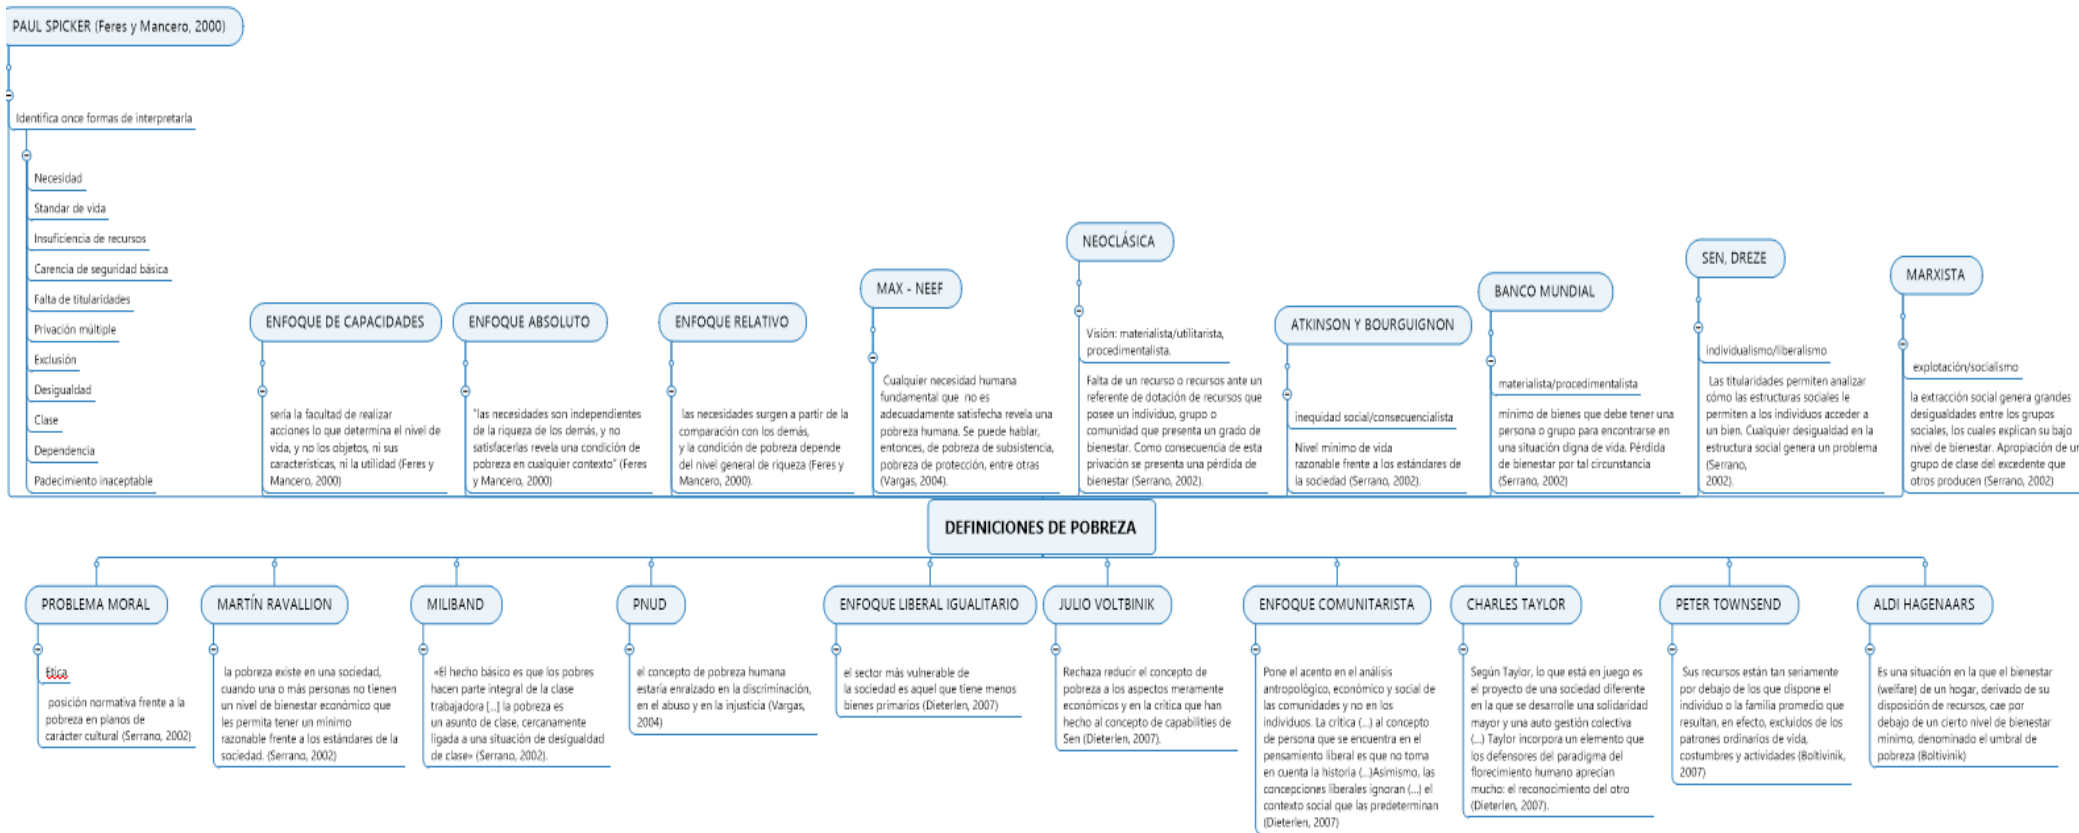 PAUL SPICKER (Feres y Mancero, 2000)
Identifica once formas de interpretarla
Necesidad
Standar de vida
Insuficiencia de recursos
Carencia de seguridad básica
Falta de titularidades
Privación múltiple
Exclusión
Desigualdad
Clase
Dependencia
Padecimiento inaceptable
ENFOQUE DE CAPACIDADES
sería la facultad de realizar
acciones lo que determina el nivel de
vida, y no los objetos, ni sus
características, ni la utilidad (Feres y
Mancero, 2000)
ENFOQUE ABSOLUTO
"las necesidades son independientes
de la riqueza de los demás, y no
satisfacerlas revela una condición de
pobreza en cualquier contexto" (Feres
y Mancero, 2000)
ENFOQUE RELATIVO
las necesidades surgen a partir de la
comparación con los demás,
y la condición de pobreza depende
del nivel general de riqueza (Feres y
Mancero, 2000).
MAX - NEEF
Cualquier necesidad humana
fundamental que no es
adecuadamente satisfecha revela una
pobreza humana. Se puede hablar,
entonces, de pobreza de subsistencia,
pobreza de protección, entre otras
(Vargas, 2004).
NEOCLÁSICA
Visión: materialista/utilitarista,
procedimentalista.
Falta de un recurso o recursos ante un
referente de dotación de recursos que
posee un individuo, grupo o
comunidad que presenta un grado de
bienestar. Como consecuencia de esta
privación se presenta una pérdida de
bienestar (Serrano, 2002).
ATKINSON Y BOURGUIGNON
inequidad social/consecuencialista
Nivel mínimo de vida
razonable frente a los estándares de
la sociedad (Serrano, 2002).
BANCO MUNDIAL
materialista/procedimentalista
mínimo de bienes que debe tener una
persona o grupo para encontrarse en
una situación digna de vida. Pérdida
de bienestar por tal circunstancia
(Serrano, 2002)
SEN, DREZE
individualismo/liberalismo
Las titularidades permiten analizar
cómo las estructuras sociales le
permiten a los individuos acceder a
un bien. Cualquier desigualdad en la
estructura social genera un problema
(Serrano,
2002).
MARXISTA
explotación/socialismo
la extracción social genera grandes
desigualdades entre los grupos
sociales, los cuales explican su bajo
nivel de bienestar. Apropiación de un
grupo de clase del excedente que
otros producen (Serrano, 2002)
DEFINICIONES DE POBREZA
PROBLEMA MORAL
Etica
posición normativa frente a la
pobreza en planos de
carácter cultural (Serrano, 2002)
MARTÍN RAVALLION
la pobreza existe en una sociedad,
cuando una o más personas no tienen
un nivel de bienestar económico que
les permita tener un mínimo
razonable frente a los estándares de la
sociedad. (Serrano, 2002)
MILIBAND
«El hecho básico es que los pobres
hacen parte integral de la clase
trabajadora [...] la pobreza es
un asunto de clase, cercanamente
ligada a una situación de desigualdad
de clase» (Serrano, 2002).
PNUD
el concepto de pobreza humana
estaría enraizado en la discriminación,
en el abuso y en la injusticia (Vargas,
2004)
ENFOQUE LIBERAL IGUALITARIO
el sector más vulnerable de
la sociedad es aquel que tiene menos
bienes primarios (Dieterlen, 2007)
JULIO VOLTBINIK
Rechaza reducir el concepto de
pobreza a los aspectos meramente
económicos y en la crítica que han
hecho al concepto de capabilities de
Sen (Dieterlen, 2007).
ENFOQUE COMUNITARISTA
Pone el acento en el análisis
antropológico, económico y social de
las comunidades y no en los
individuos. La crítica (...) al concepto
de persona que se encuentra en el
pensamiento liberal es que no toma
en cuenta la historia (...)Asimismo, las
concepciones liberales ignoran (...) el
contexto social que las predeterminan
(Dieterlen, 2007)
CHARLES TAYLOR
Según Taylor, lo que está en juego es
el proyecto de una sociedad diferente
en la que se desarrolle una solidaridad
mayor y una auto gestión colectiva
(...) Taylor incorpora un elemento que
los defensores del paradigma del
florecimiento humano aprecian
mucho: el reconocimiento del otro
(Dieterlen, 2007).
PETER TOWNSEND
Sus recursos están tan seriamente
por debajo de los que dispone el
individuo o la familia promedio que
resultan, en efecto, excluidos de los
patrones ordinarios de vida,
costumbres y actividades (Boltivinik,
2007)
ALDI HAGENAARS
Es una situación en la que el bienestar
(welfare) de un hogar, derivado de su
disposición de recursos, cae por
debajo de un cierto nivel de bienestar
mínimo, denominado el umbral de
pobreza (Boltivinik)